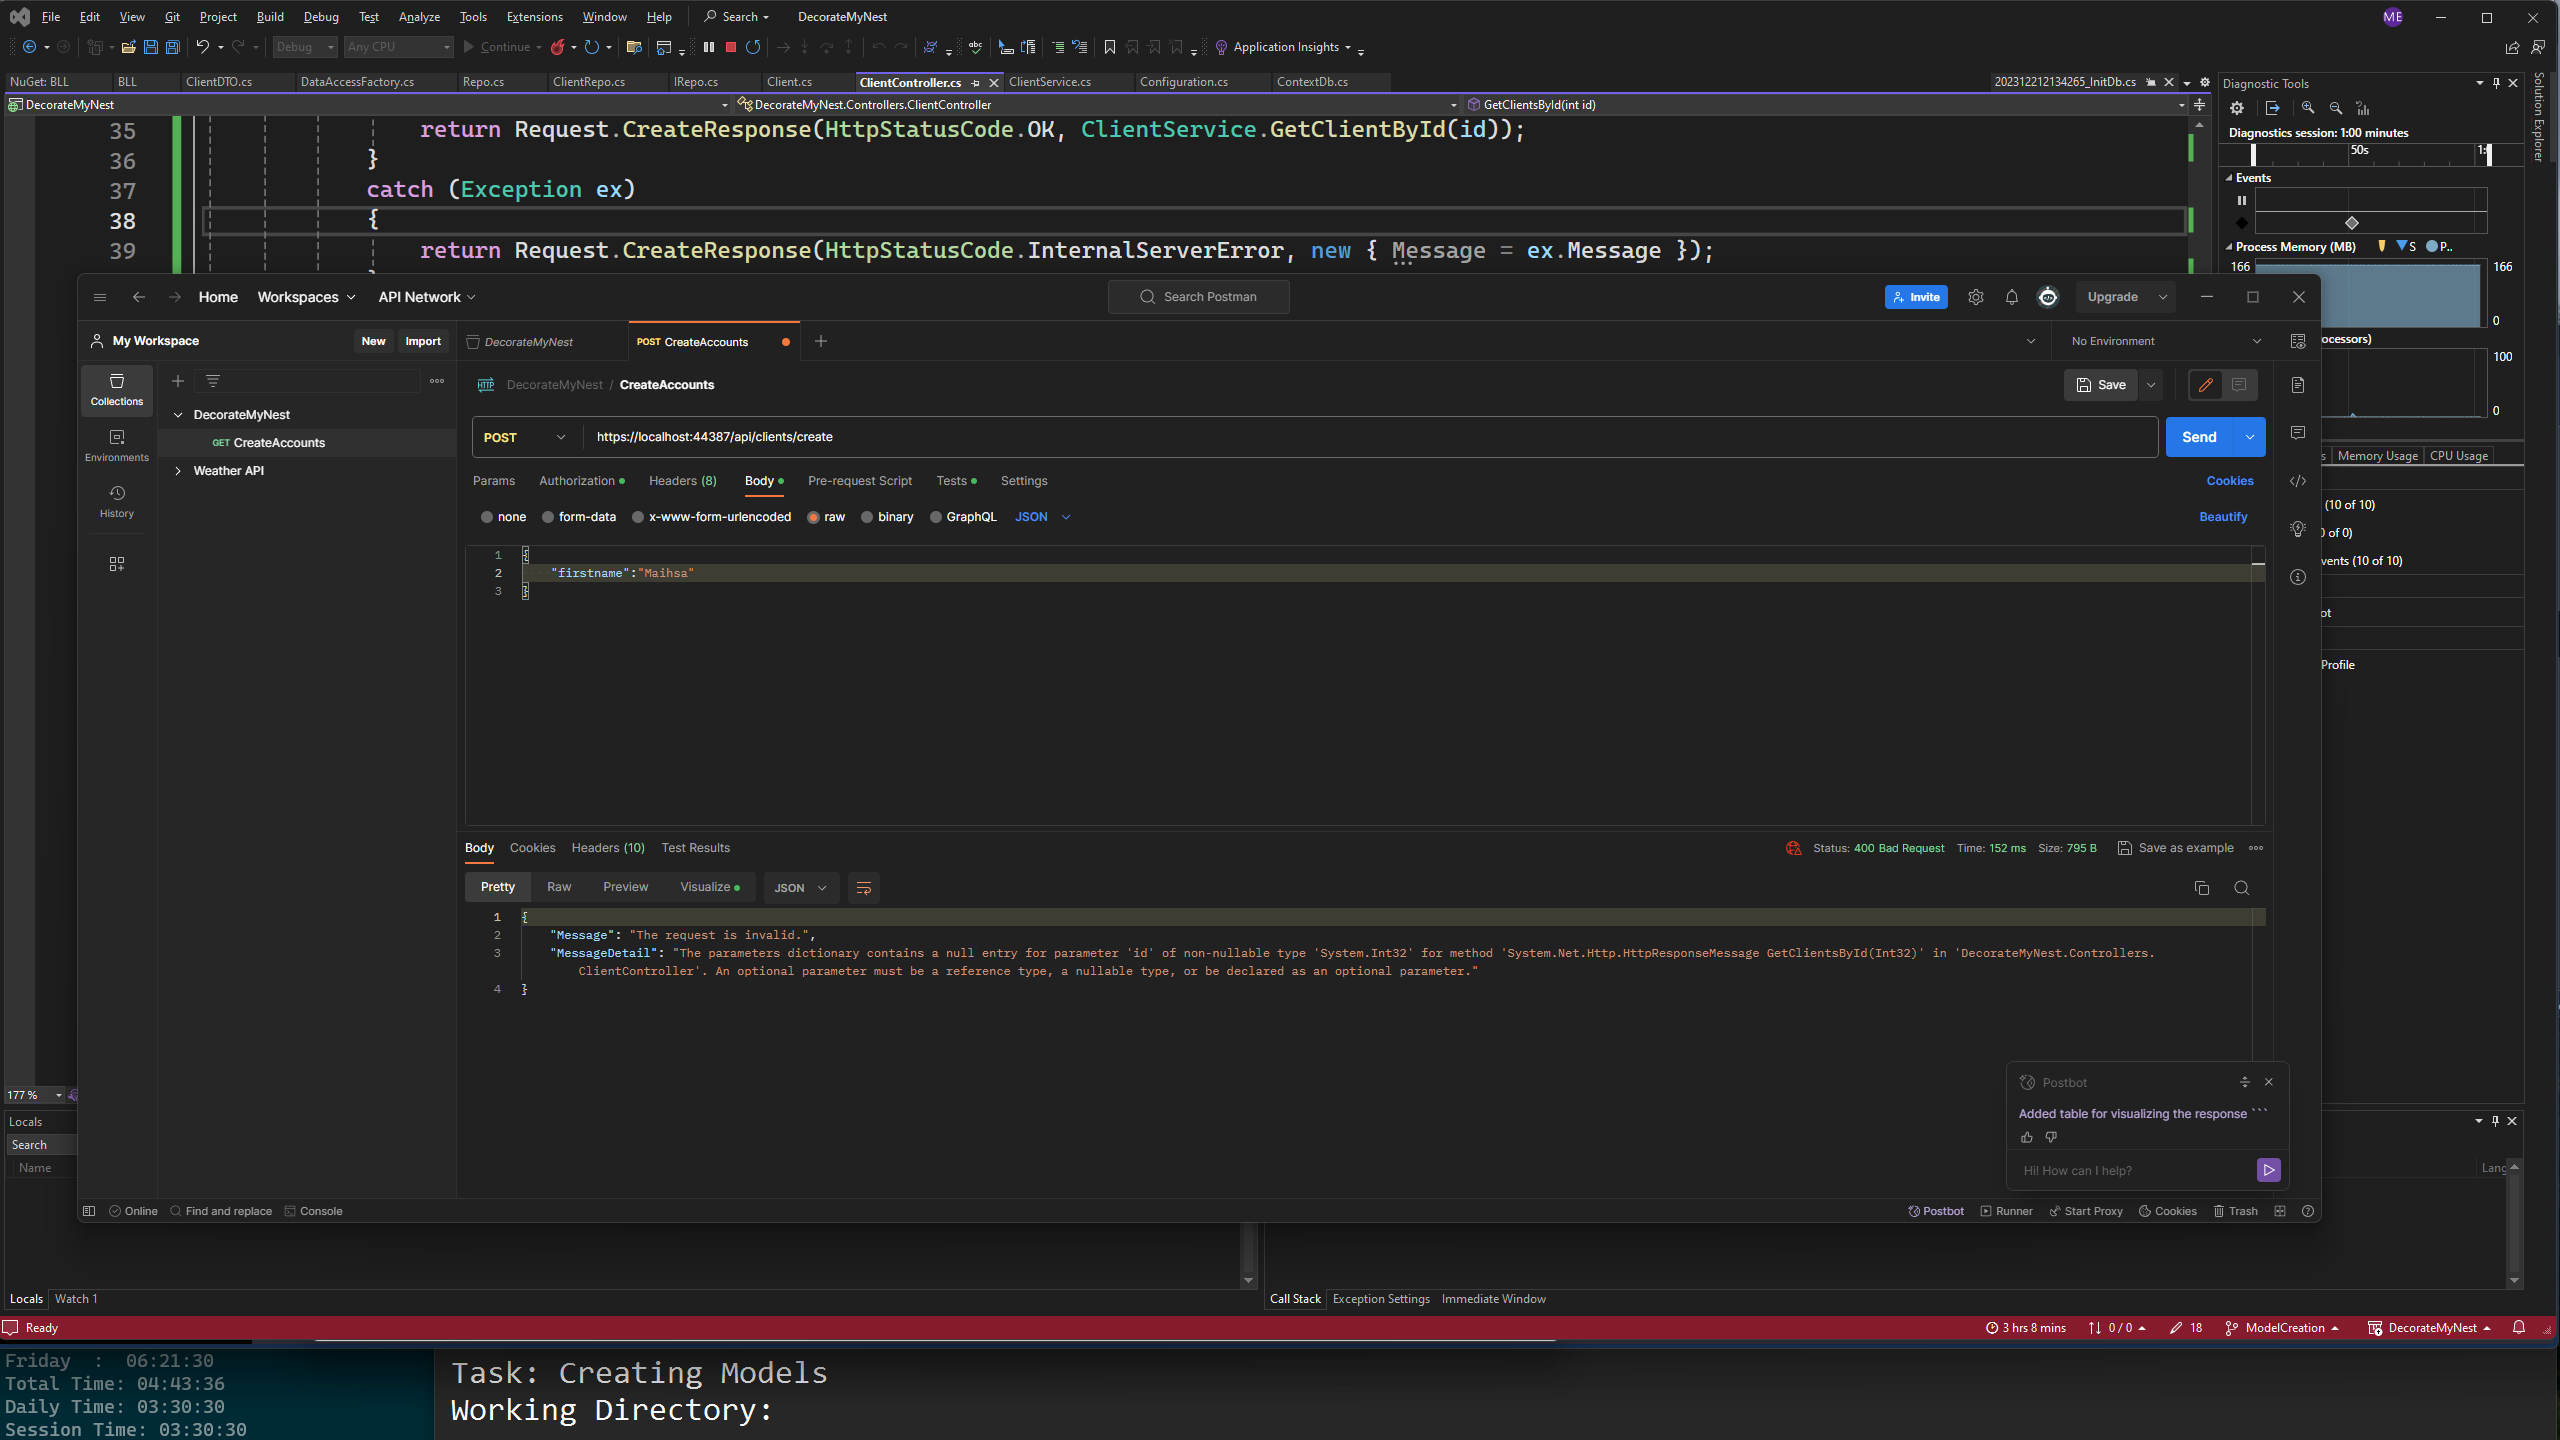 File Edit View Git Project Build Debug Test Analyze Tools Extensions Window Help Search DecorateMyNest ME
Debug Any CPU Continue Application Insights
NuGet: BLL BLL ClientDTO.cs DataAccessFactory.cs Repo.cs ClientRepo.cs IRepo.cs Client.cs ClientController.cs ClientService.cs Configuration.cs ContextDb.cs 202312212134265_InitDb.cs
DecorateMyNest DecorateMyNest.Controllers.ClientController GetClientsById(int id)
35 return Request.CreateResponse(HttpStatusCode.OK, ClientService.GetClientById(id));
36 }
37 catch (Exception ex)
38 {
39 return Request.CreateResponse(HttpStatusCode.InternalServerError, new { Message = ex.Message });
Diagnostic Tools
Solution Explorer
Diagnostics session: 1:00 minutes
50s 1:
Events
Process Memory (MB) S P..
166 166
0
ocessors)
100
0
s Memory Usage CPU Usage
(10 of 10)
0 of 0)
vents (10 of 10)
ot
Profile
Home Workspaces API Network Search Postman Invite Upgrade
My Workspace New Import DecorateMyNest POST CreateAccounts No Environment
Collections
Environments
History
DecorateMyNest
GET CreateAccounts
Weather API
HTTP DecorateMyNest / CreateAccounts Save
POST https://localhost:44387/api/clients/create Send
Params Authorization Headers (8) Body Pre-request Script Tests Settings Cookies
none form-data x-www-form-urlencoded raw binary GraphQL JSON Beautify
1 {
2 "firstname":"Maihsa"
3 }
Body Cookies Headers (10) Test Results Status: 400 Bad Request Time: 152 ms Size: 795 B Save as example
Pretty Raw Preview Visualize JSON
1 {
2 "Message": "The request is invalid.",
3 "MessageDetail": "The parameters dictionary contains a null entry for parameter 'id' of non-nullable type 'System.Int32' for method 'System.Net.Http.HttpResponseMessage GetClientsById(Int32)' in 'DecorateMyNest.Controllers.
ClientController'. An optional parameter must be a reference type, a nullable type, or be declared as an optional parameter."
4 }
Postbot
Added table for visualizing the response ```
Hi! How can I help?
Online Find and replace Console Postbot Runner Start Proxy Cookies Trash
177 %
Locals
Search
Name
Lang
Locals Watch 1 Call Stack Exception Settings Immediate Window
Ready 3 hrs 8 mins 0 / 0 18 ModelCreation DecorateMyNest
Friday : 06:21:30
Total Time: 04:43:36
Daily Time: 03:30:30
Session Time: 03:30:30
Task: Creating Models
Working Directory: